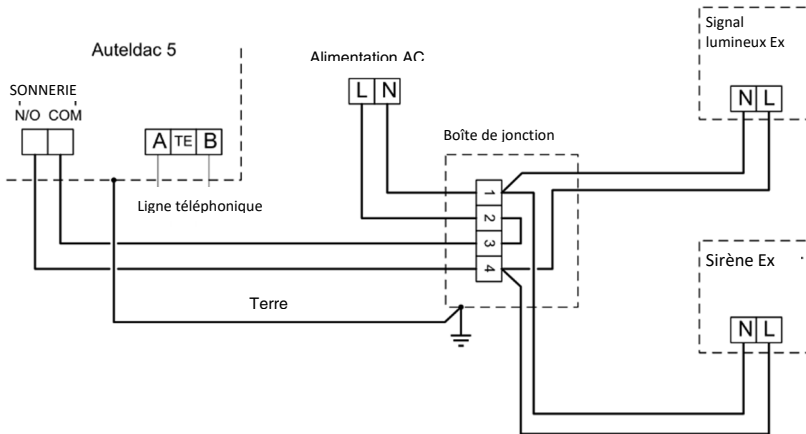 Auteldac 5
SONNERIE
N/O COM
A TE B
Ligne téléphonique
Alimentation AC
L N
Boîte de jonction
1
2
3
4
Terre
Signal
lumineux Ex
N L
Sirène Ex
N L